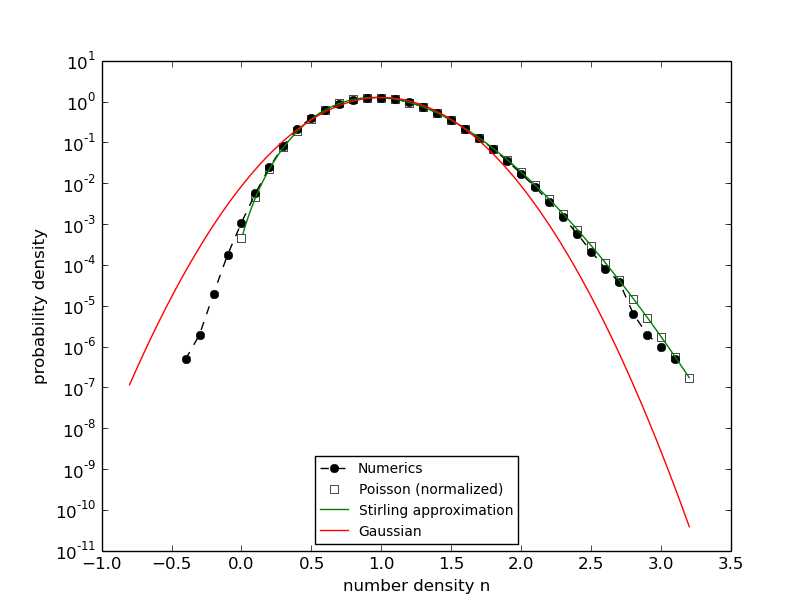 10^1
10^0
10^-1
10^-2
10^-3
10^-4
10^-5
10^-6
10^-7
10^-8
10^-9
10^-10
10^-11
probability density
Numerics
Poisson (normalized)
Stirling approximation
Gaussian
−1.0 −0.5 0.0 0.5 1.0 1.5 2.0 2.5 3.0 3.5
number density n